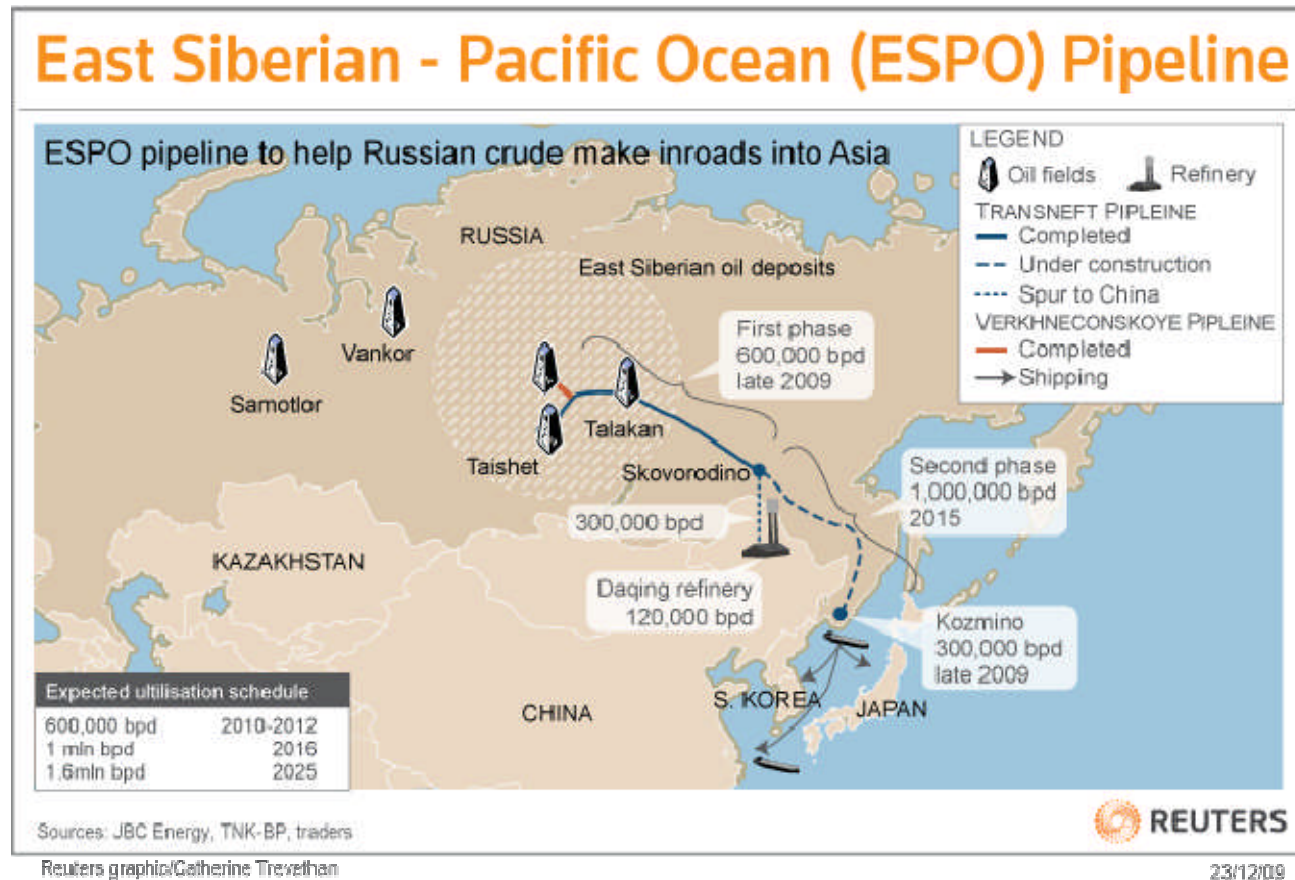 East Siberian - Pacific Ocean (ESPO) Pipeline
ESPO pipeline to help Russian crude make inroads into Asia
LEGEND
Oil fields
Refinery
TRANSNEFT PIPLEINE
Completed
Under construction
Spur to China
VERKHNECONSKOYE PIPLEINE
Completed
Shipping
RUSSIA
East Siberian oil deposits
First phase
600,000 bpd
late 2009
Vankor
Samotlor
Talakan
Taishet
Skovorodino
Second phase
1,000,000 bpd
2015
300,000 bpd
KAZAKHSTAN
Daqing refinery
120,000 bpd
Kozmino
300,000 bpd
late 2009
S. KOREA
JAPAN
CHINA
Expected ultilisation schedule
600,000 bpd 2010-2012
1 mln bpd 2016
1,6mln bpd 2025
Sources: JBC Energy, TNK-BP, traders
REUTERS
Reuters graphic/Catherine Trevethan
23/12/09